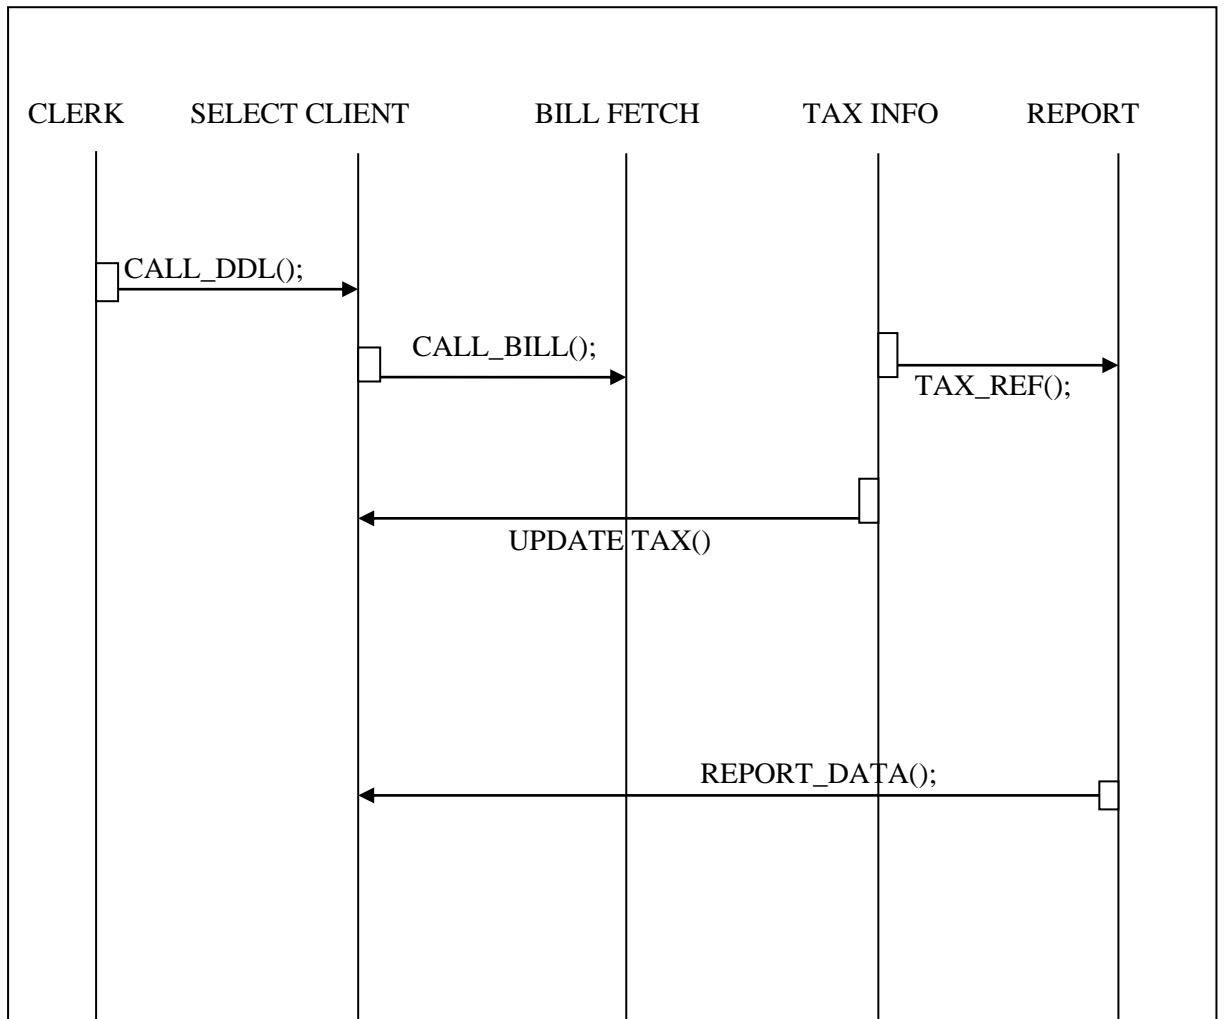 CLERK SELECT CLIENT BILL FETCH TAX INFO REPORT
CALL_DDL();
CALL_BILL();
TAX_REF();
UPDATE TAX()
REPORT_DATA();